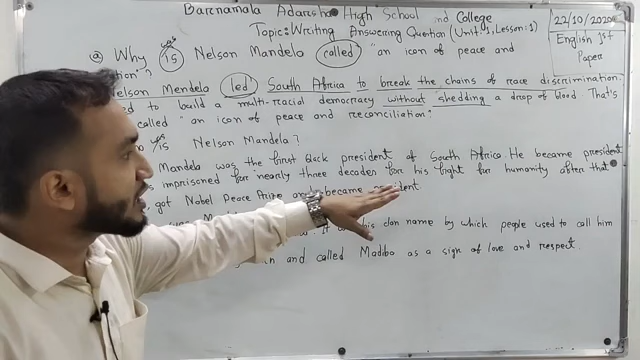 Barnamala Adarsha High School and College
22/10/2020
Topic: Writing Answering Question (Unit: 1, Lesson: 1)
English 1st
Paper
a) Why is Nelson Mandela called "an icon of peace and
Nelson Mendela led South Africa to break the chains of race discrimination.
to build a multi-racial democracy without shedding a drop of blood. That's
called "an icon of peace and reconciliation".
is Nelson Mandela?
Mandela was the first black president of South Africa. He became president
imprisoned for nearly three decades for his fight for humanity after that
got Nobel Peace Prize and became president
his clan name by which people used to call him
and called Madiba as a sign of love and respect.